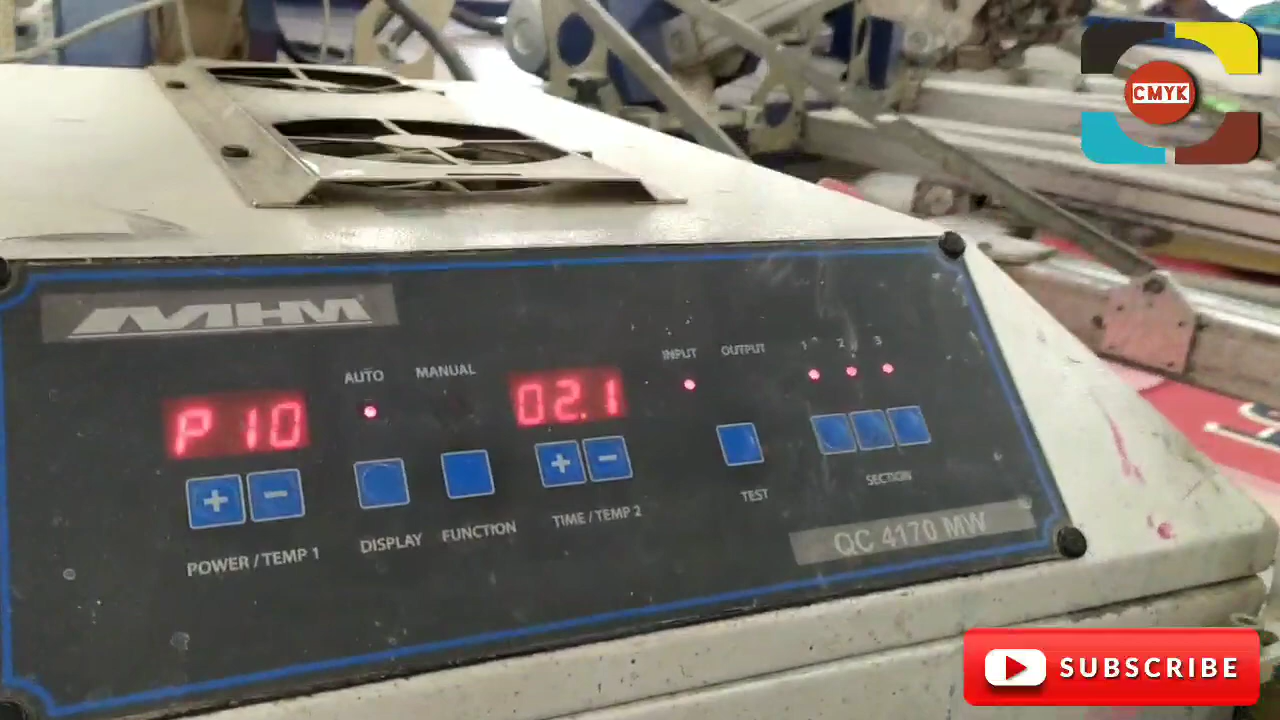 CMYK
MHM
AUTO
MANUAL
INPUT
OUTPUT
1
2
3
P 10
02.1
POWER / TEMP 1
DISPLAY
FUNCTION
TIME / TEMP 2
TEST
SECTION
QC 4170 MW
SUBSCRIBE